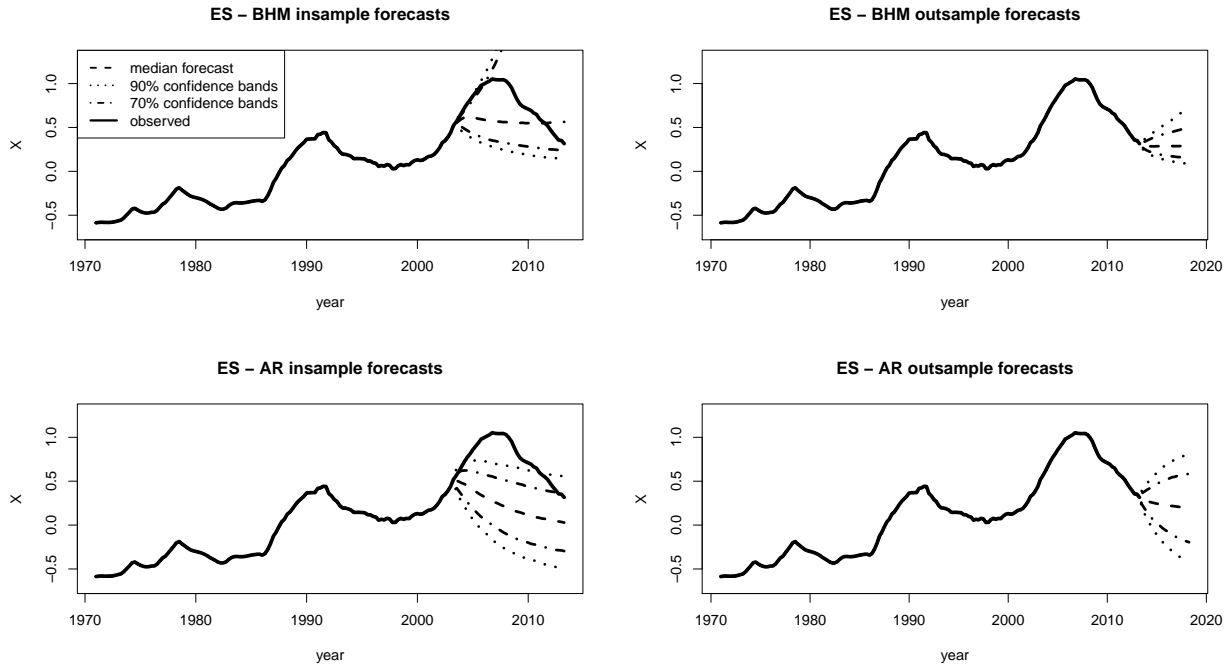 ES − BHM insample forecasts
median forecast
90% confidence bands
70% confidence bands
observed
X
−0.5
0.0
0.5
1.0
1970
1980
1990
2000
2010
year
ES − BHM outsample forecasts
X
−0.5
0.0
0.5
1.0
1970
1980
1990
2000
2010
2020
year
ES − AR insample forecasts
X
−0.5
0.0
0.5
1.0
1970
1980
1990
2000
2010
year
ES − AR outsample forecasts
X
−0.5
0.0
0.5
1.0
1970
1980
1990
2000
2010
2020
year